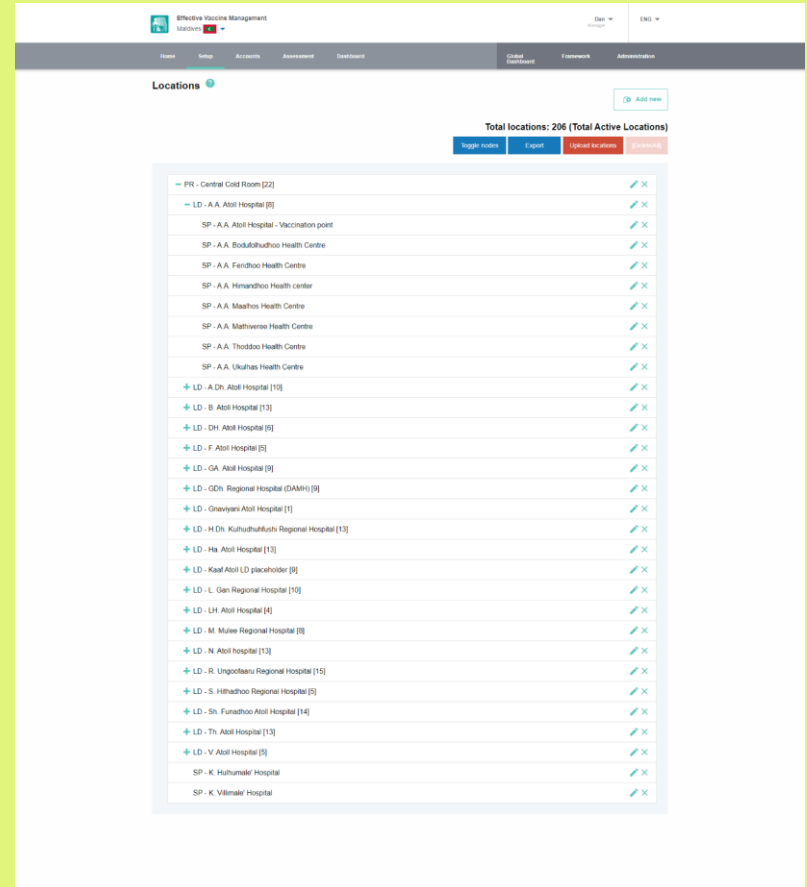 Effective Vaccine Management
Maldives
Dan
Manager
ENG
Home Setup Accounts Assessment Dashboard Global Dashboard Framework Administration
Locations ?
Add new
Total locations: 206 (Total Active Locations)
Toggle nodes Export Upload locations
PR - Central Cold Room [22]
LD - A.A. Atoll Hospital [8]
SP - A.A. Atoll Hospital - Vaccination point
SP - A.A. Bodufolhudhoo Health Centre
SP - A.A. Feridhoo Health Centre
SP - A.A. Himandhoo Health center
SP - A.A. Maalhos Health Centre
SP - A.A. Mathiveree Health Centre
SP - A.A. Thoddoo Health Centre
SP - A.A. Ukulhas Health Centre
LD - A.Dh. Atoll Hospital [10]
LD - B. Atoll Hospital [13]
LD - DH. Atoll Hospital [6]
LD - F. Atoll Hospital [5]
LD - GA. Atoll Hospital [9]
LD - GDh. Regional Hospital (DAMH) [9]
LD - Gnaviyani Atoll Hospital [1]
LD - H.Dh. Kulhudhuhfushi Regional Hospital [13]
LD - Ha. Atoll Hospital [13]
LD - Kaaf Atoll LD placeholder [9]
LD - L. Gan Regional Hospital [10]
LD - LH. Atoll Hospital [4]
LD - M. Mulee Regional Hospital [8]
LD - N. Atoll hospital [13]
LD - R. Ungoofaaru Regional Hospital [15]
LD - S. Hithadhoo Regional Hospital [5]
LD - Sh. Funadhoo Atoll Hospital [14]
LD - Th. Atoll Hospital [13]
LD - V. Atoll Hospital [5]
SP - K. Hulhumale' Hospital
SP - K. Vilimale' Hospital